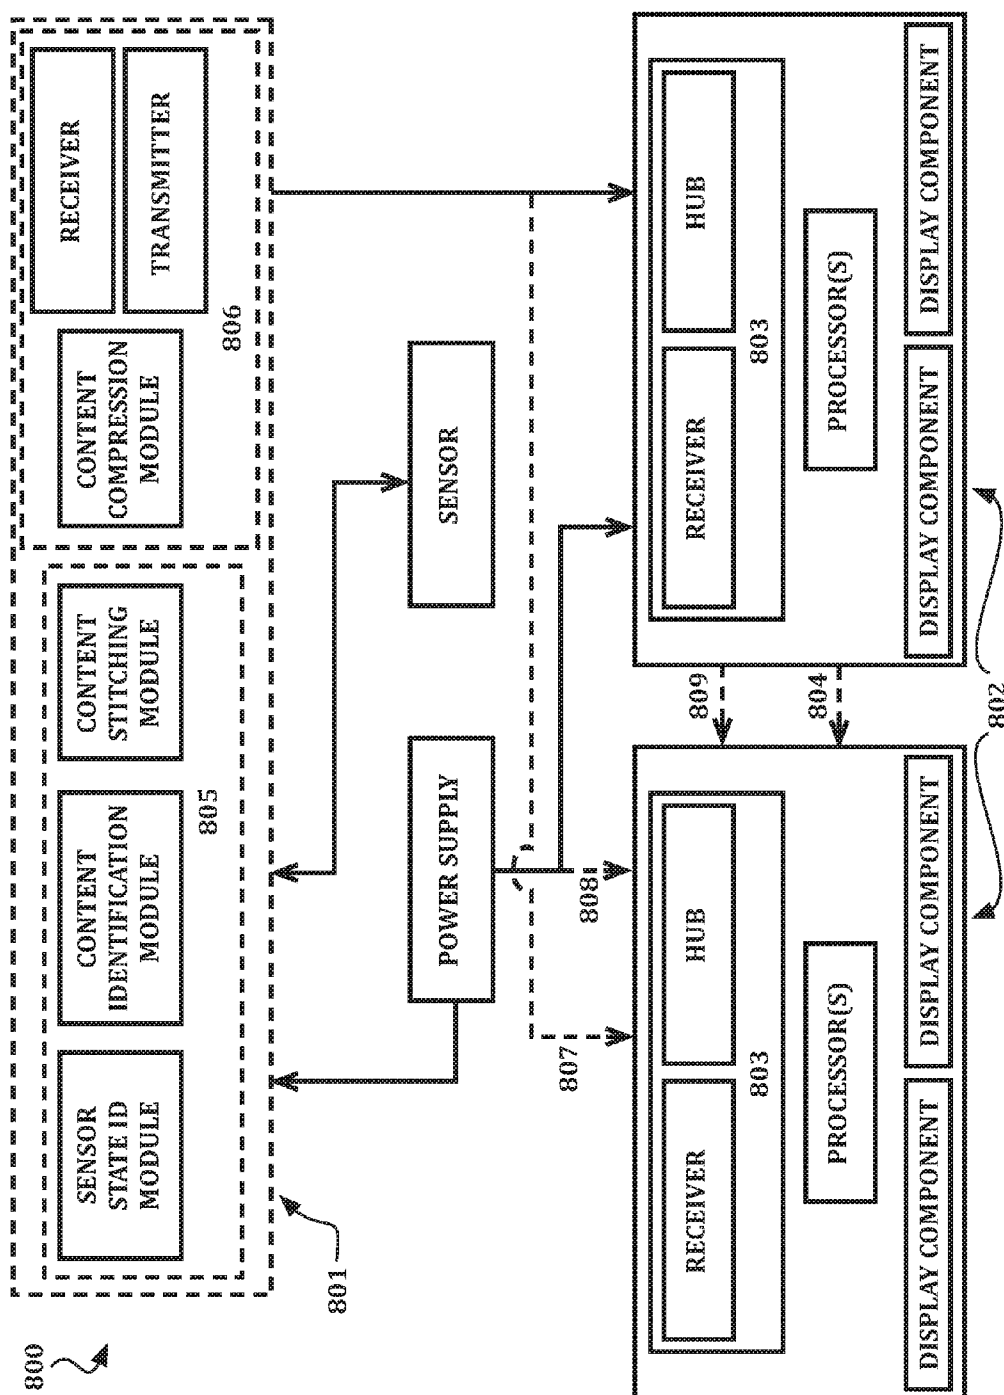 800
801
SENSOR
STATE ID
MODULE
CONTENT
IDENTIFICATION
MODULE
CONTENT
STITCHING
MODULE
805
CONTENT
COMPRESSION
MODULE
RECEIVER
TRANSMITTER
806
POWER SUPPLY
SENSOR
807
808
RECEIVER
HUB
803
PROCESSOR(S)
DISPLAY COMPONENT
DISPLAY COMPONENT
809
804
RECEIVER
HUB
803
PROCESSOR(S)
DISPLAY COMPONENT
DISPLAY COMPONENT
802